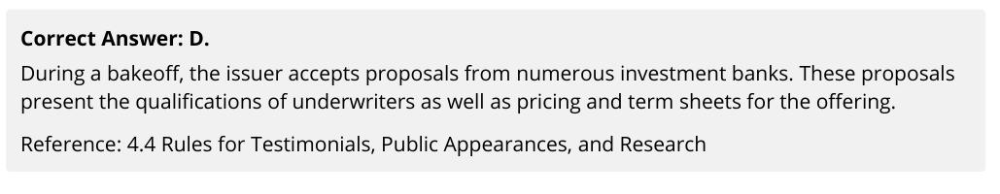 Correct Answer: D.
During a bakeoff, the issuer accepts proposals from numerous investment banks. These proposals
present the qualifications of underwriters as well as pricing and term sheets for the offering.
Reference: 4.4 Rules for Testimonials, Public Appearances, and Research